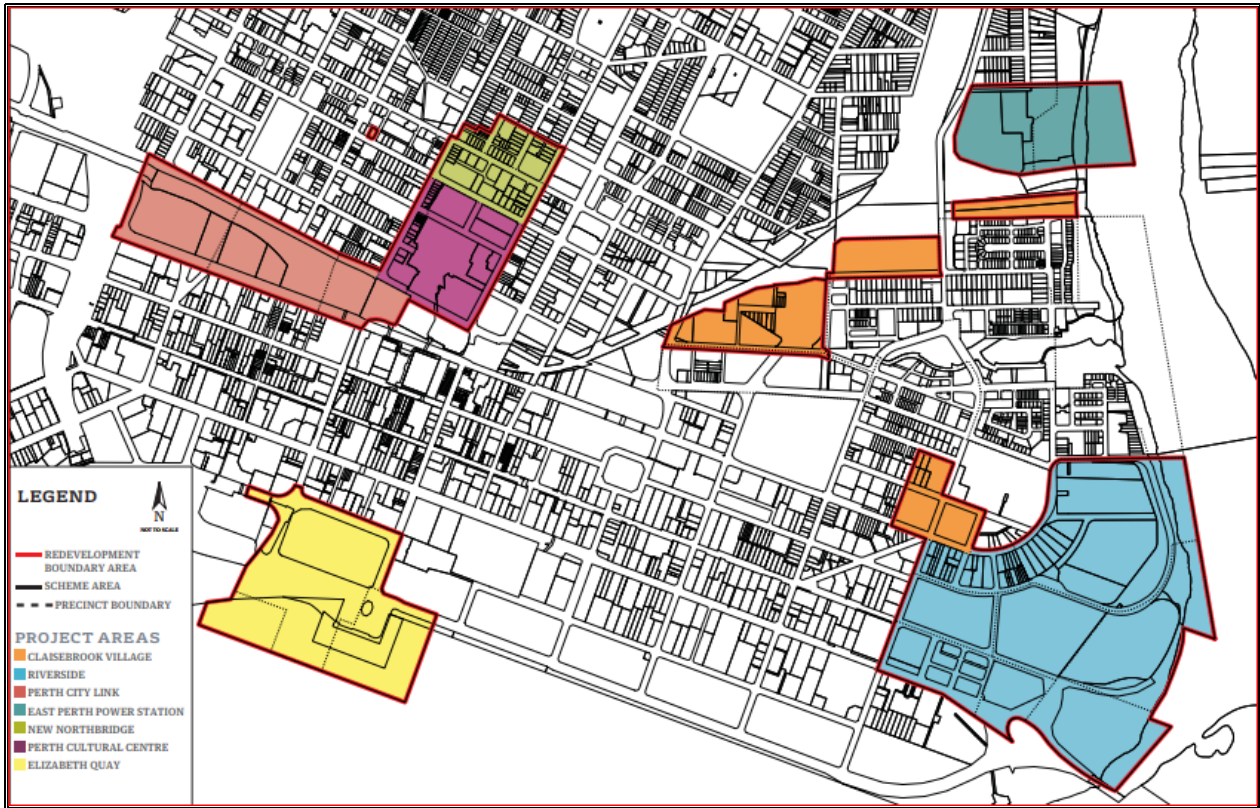 LEGEND
N
NOT TO SCALE
REDEVELOPMENT
BOUNDARY AREA
SCHEME AREA
PRECINCT BOUNDARY
PROJECT AREAS
CLAISEBROOK VILLAGE
RIVERSIDE
PERTH CITY LINK
EAST PERTH POWER STATION
NEW NORTHBRIDGE
PERTH CULTURAL CENTRE
ELIZABETH QUAY